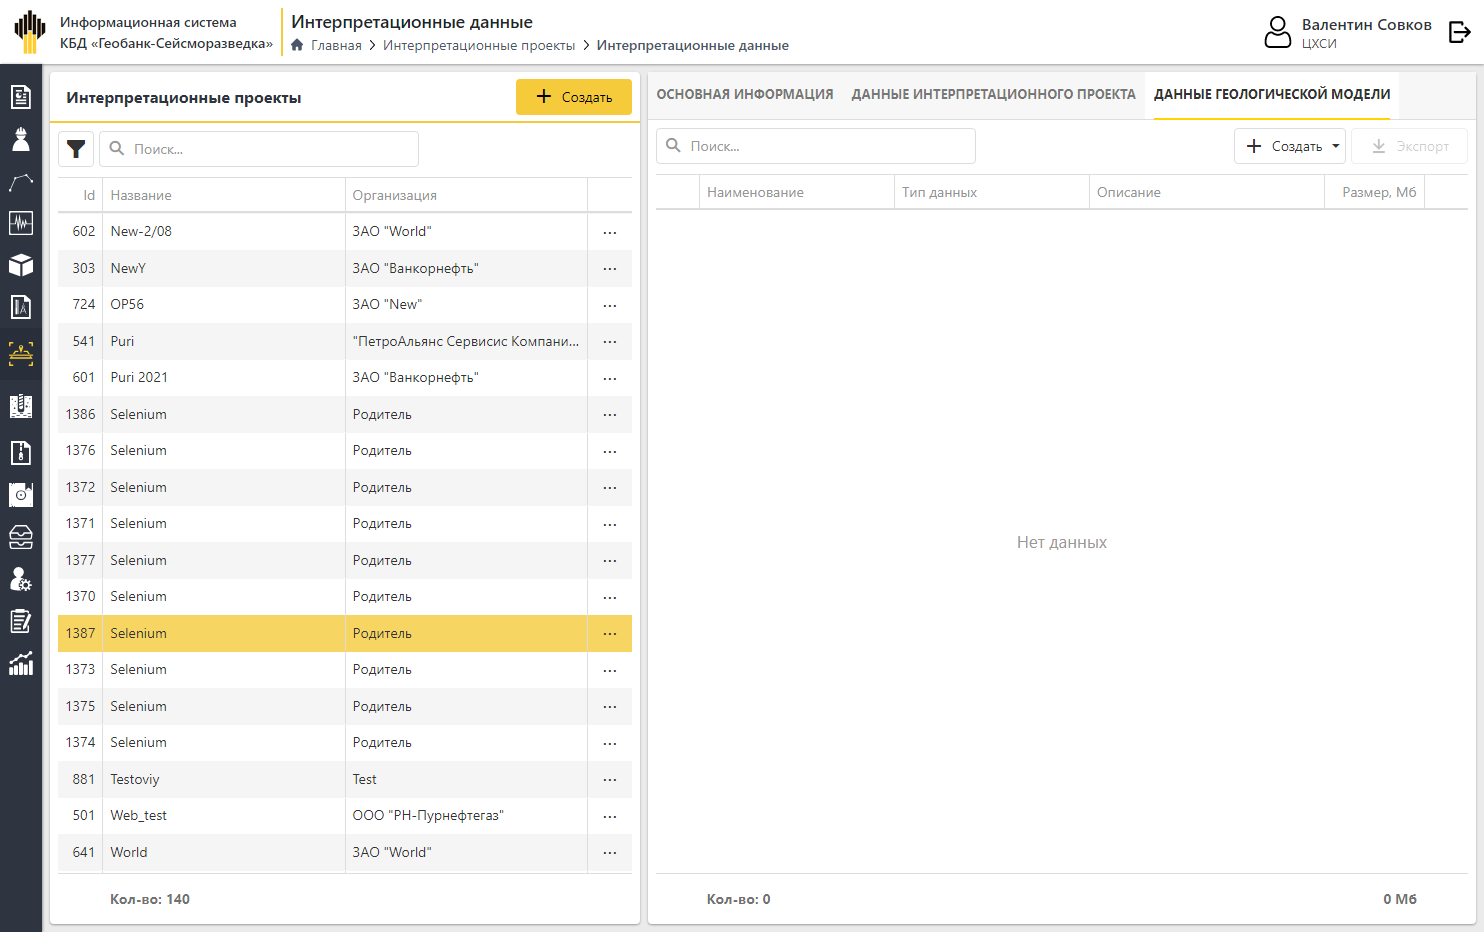 Информационная система
КБД «Геобанк-Сейсморазведка»
Интерпретационные данные
Главная > Интерпретационные проекты > Интерпретационные данные
Валентин Совков
ЦХСИ
Интерпретационные проекты
+ Создать
Поиск...
Id Название Организация
602 New-2/08 ЗАО "World" ...
303 NewY ЗАО "Ванкорнефть" ...
724 OP56 ЗАО "New" ...
541 Puri "ПетроАльянс Сервисис Компани... ...
601 Puri 2021 ЗАО "Ванкорнефть" ...
1386 Selenium Родитель ...
1376 Selenium Родитель ...
1372 Selenium Родитель ...
1371 Selenium Родитель ...
1377 Selenium Родитель ...
1370 Selenium Родитель ...
1387 Selenium Родитель ...
1373 Selenium Родитель ...
1375 Selenium Родитель ...
1374 Selenium Родитель ...
881 Testoviy Test ...
501 Web_test ООО "РН-Пурнефтегаз" ...
641 World ЗАО "World" ...
Кол-во: 140
ОСНОВНАЯ ИНФОРМАЦИЯ ДАННЫЕ ИНТЕРПРЕТАЦИОННОГО ПРОЕКТА ДАННЫЕ ГЕОЛОГИЧЕСКОЙ МОДЕЛИ
Поиск...
+ Создать
Экспорт
Наименование Тип данных Описание Размер, Мб
Нет данных
Кол-во: 0 0 Мб